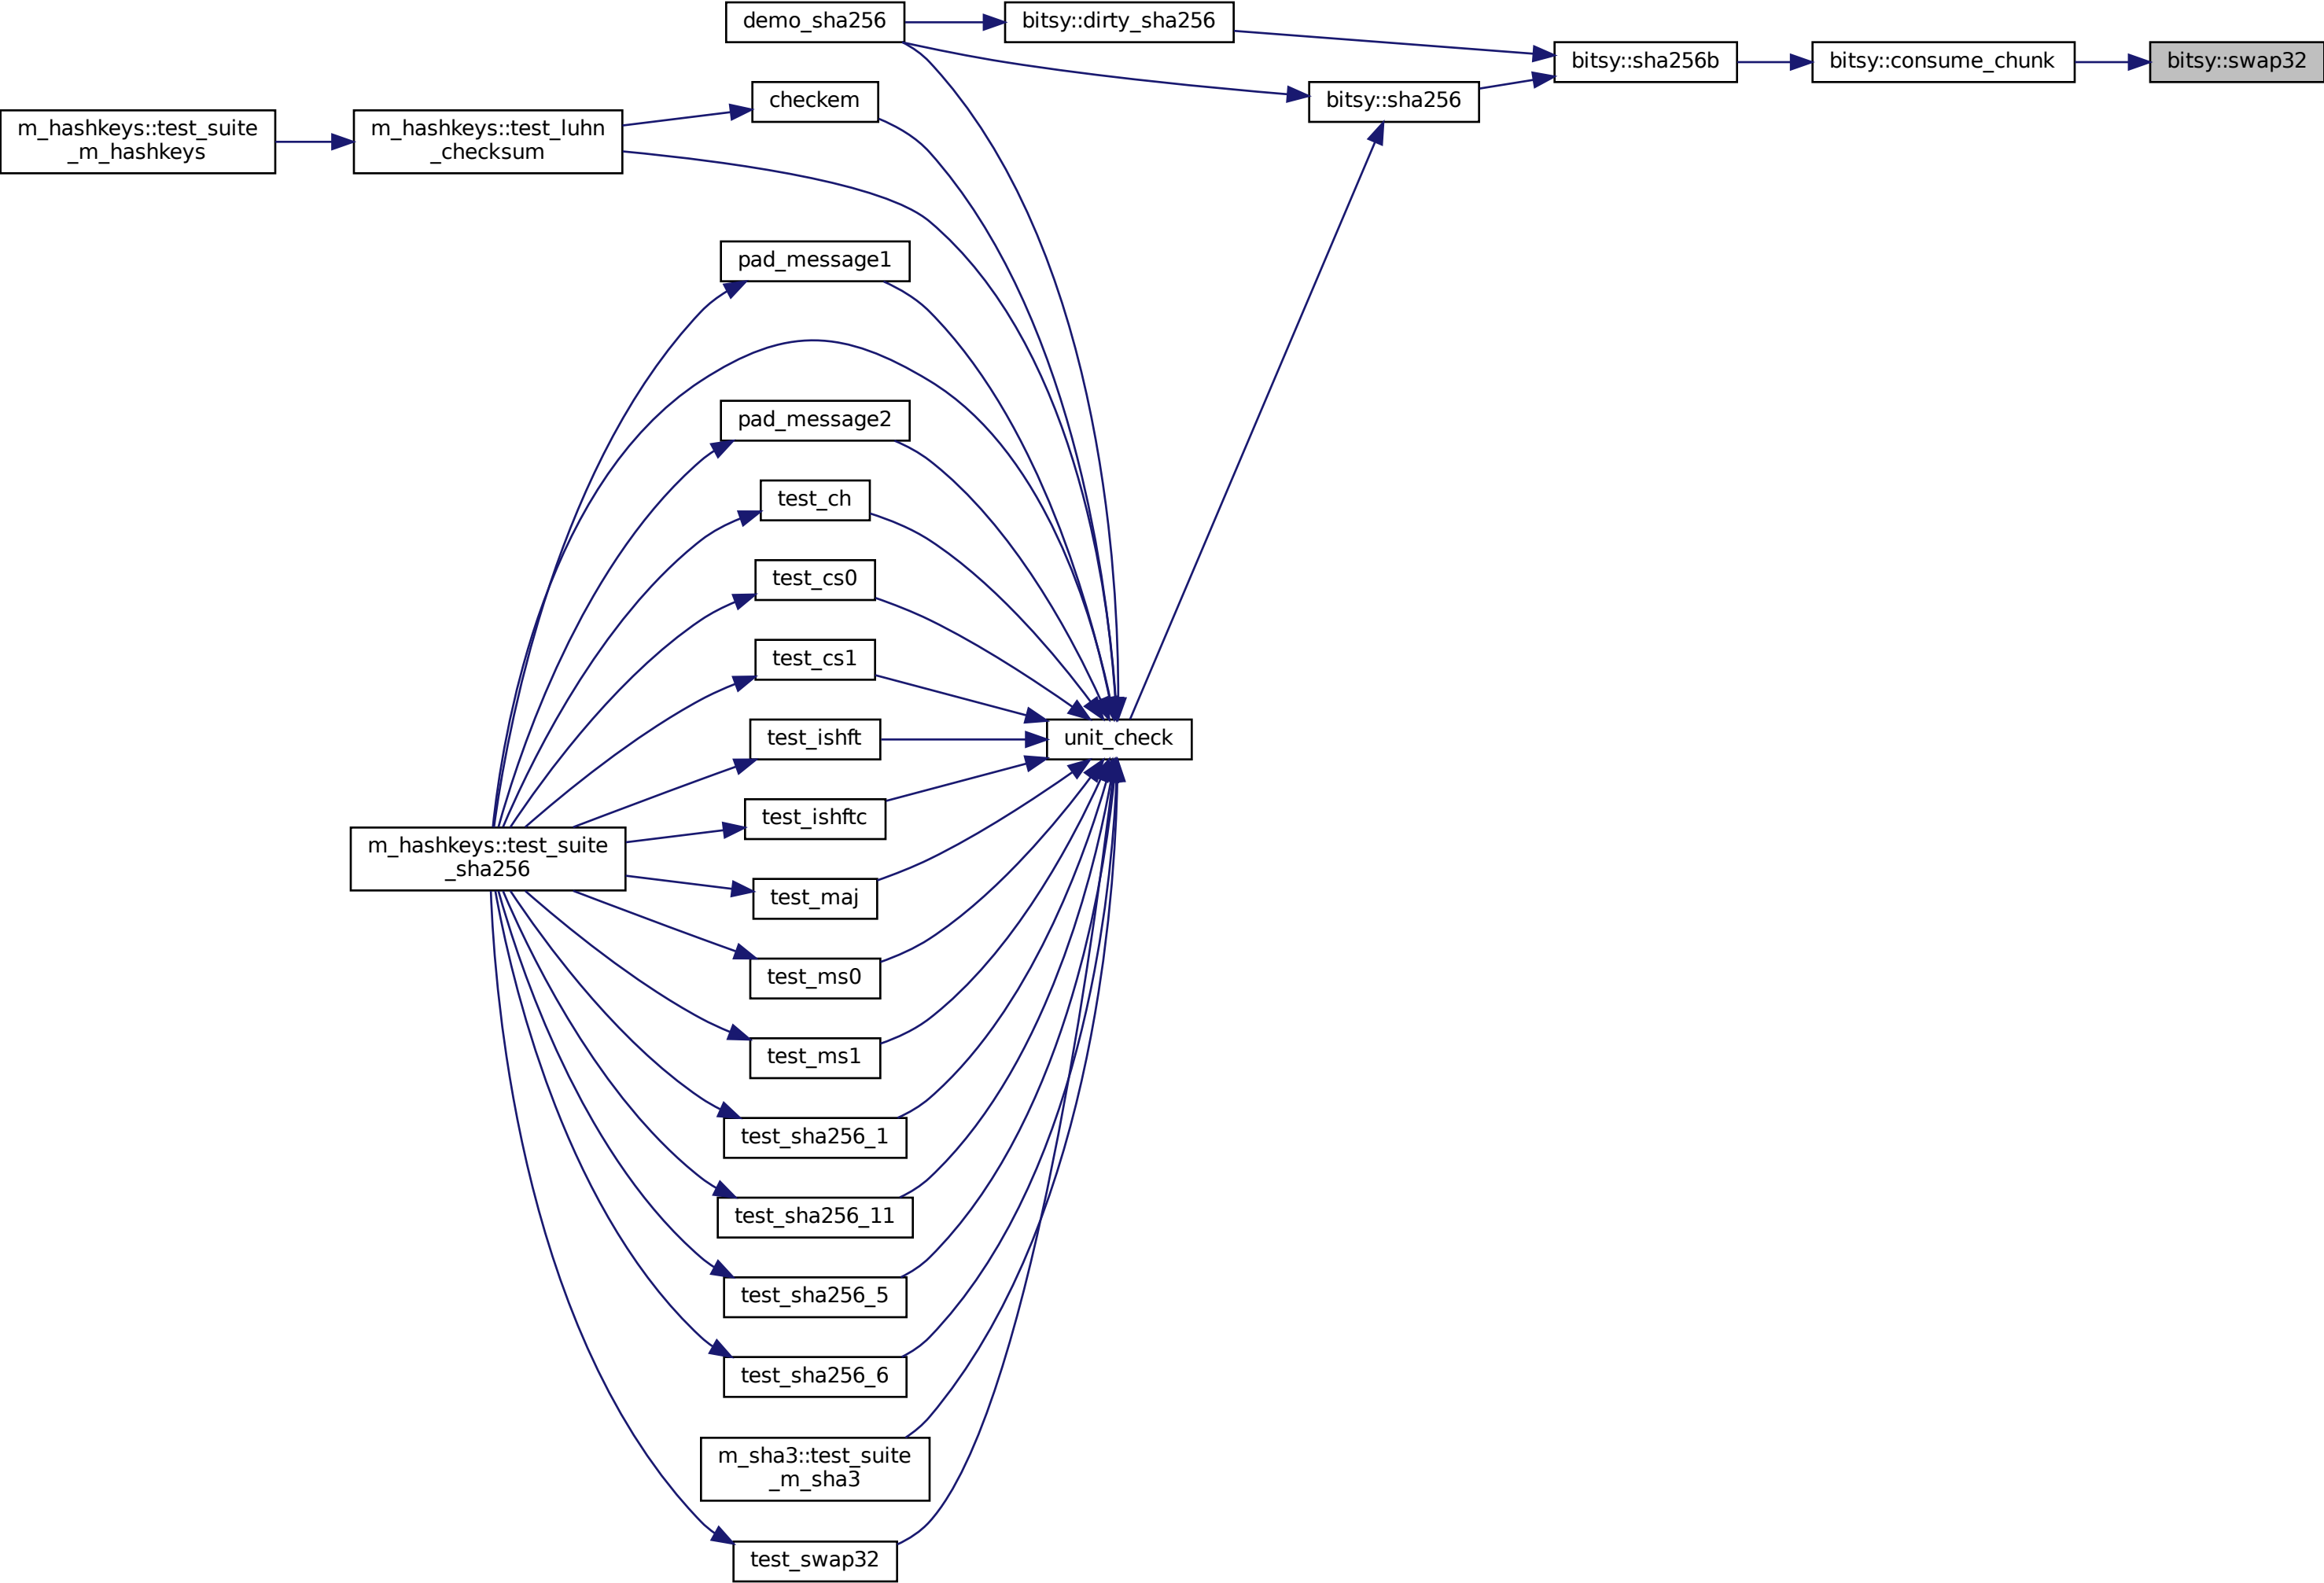 demo_sha256
bitsy::dirty_sha256
bitsy::sha256b
bitsy::consume_chunk
bitsy::swap32
checkem
bitsy::sha256
m_hashkeys::test_suite
_m_hashkeys
m_hashkeys::test_luhn
_checksum
pad_message1
pad_message2
test_ch
test_cs0
test_cs1
test_ishft
unit_check
test_ishftc
m_hashkeys::test_suite
_sha256
test_maj
test_ms0
test_ms1
test_sha256_1
test_sha256_11
test_sha256_5
test_sha256_6
m_sha3::test_suite
_m_sha3
test_swap32